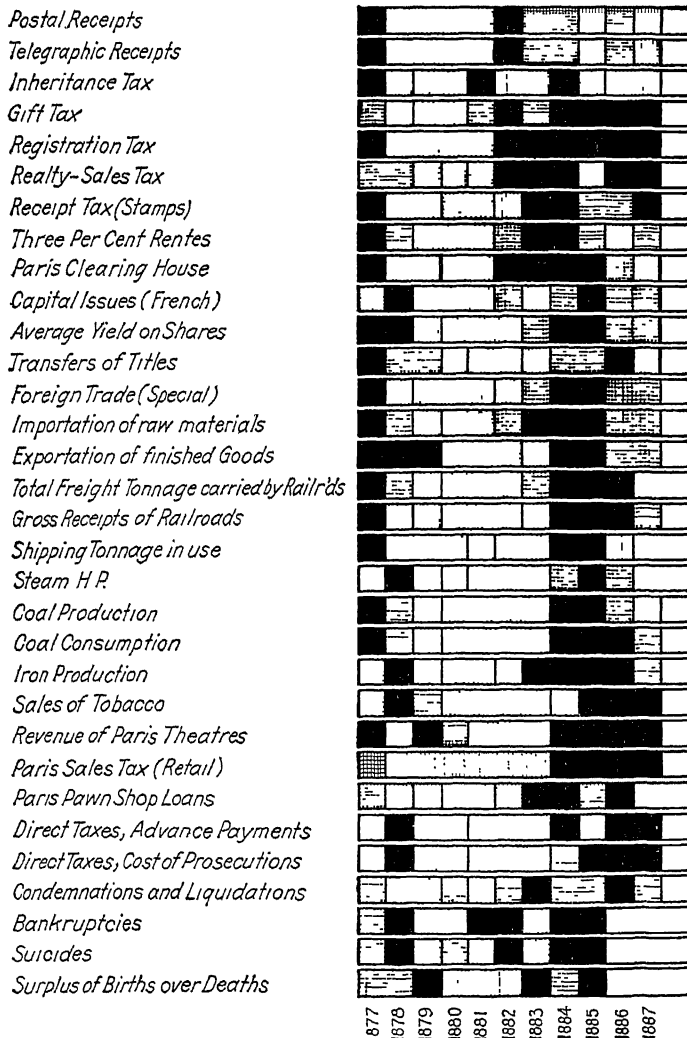 Postal Receipts
Telegraphic Receipts
Inheritance Tax
Gift Tax
Registration Tax
Realty-Sales Tax
Receipt Tax (Stamps)
Three Per Cent Rentes
Paris Clearing House
Capital Issues (French)
Average Yield on Shares
Transfers of Titles
Foreign Trade (Special)
Importation of raw materials
Exportation of finished Goods
Total Freight Tonnage carried by Railr'ds
Gross Receipts of Railroads
Shipping Tonnage in use
Steam H P.
Coal Production
Coal Consumption
Iron Production
Sales of Tobacco
Revenue of Paris Theatres
Paris Sales Tax (Retail)
Paris Pawn Shop Loans
Direct Taxes, Advance Payments
Direct Taxes, Cost of Prosecutions
Condemnations and Liquidations
Bankruptcies
Suicides
Surplus of Births over Deaths
877 1878 1879 1880 1881 1882 1883 1884 1885 1886 1887